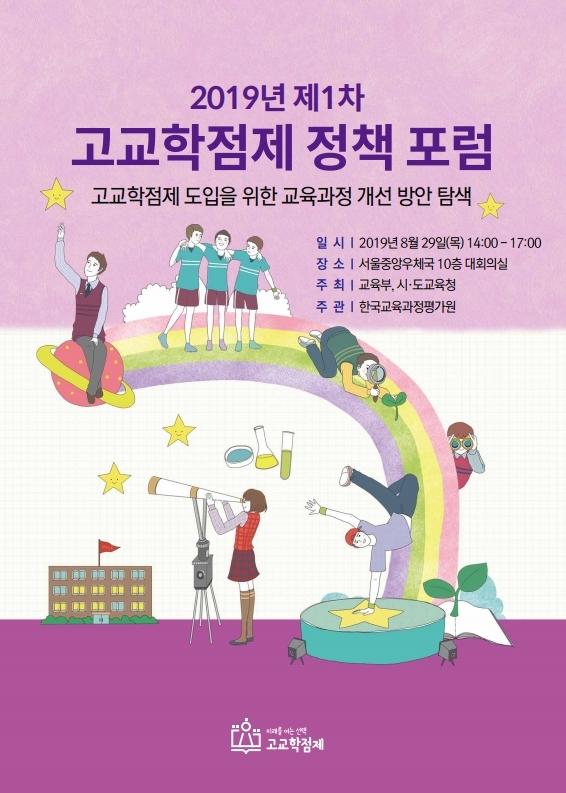 2019년 제1차
고교학점제 정책 포럼
고교학점제 도입을 위한 교육과정 개선 방안 탐색
일 시 | 2019년 8월 29일(목) 14:00 – 17:00
장 소 | 서울중앙우체국 10층 대회의실
주 최 | 교육부, 시·도교육청
주 관 | 한국교육과정평가원
미래를 여는 선택
고교학점제